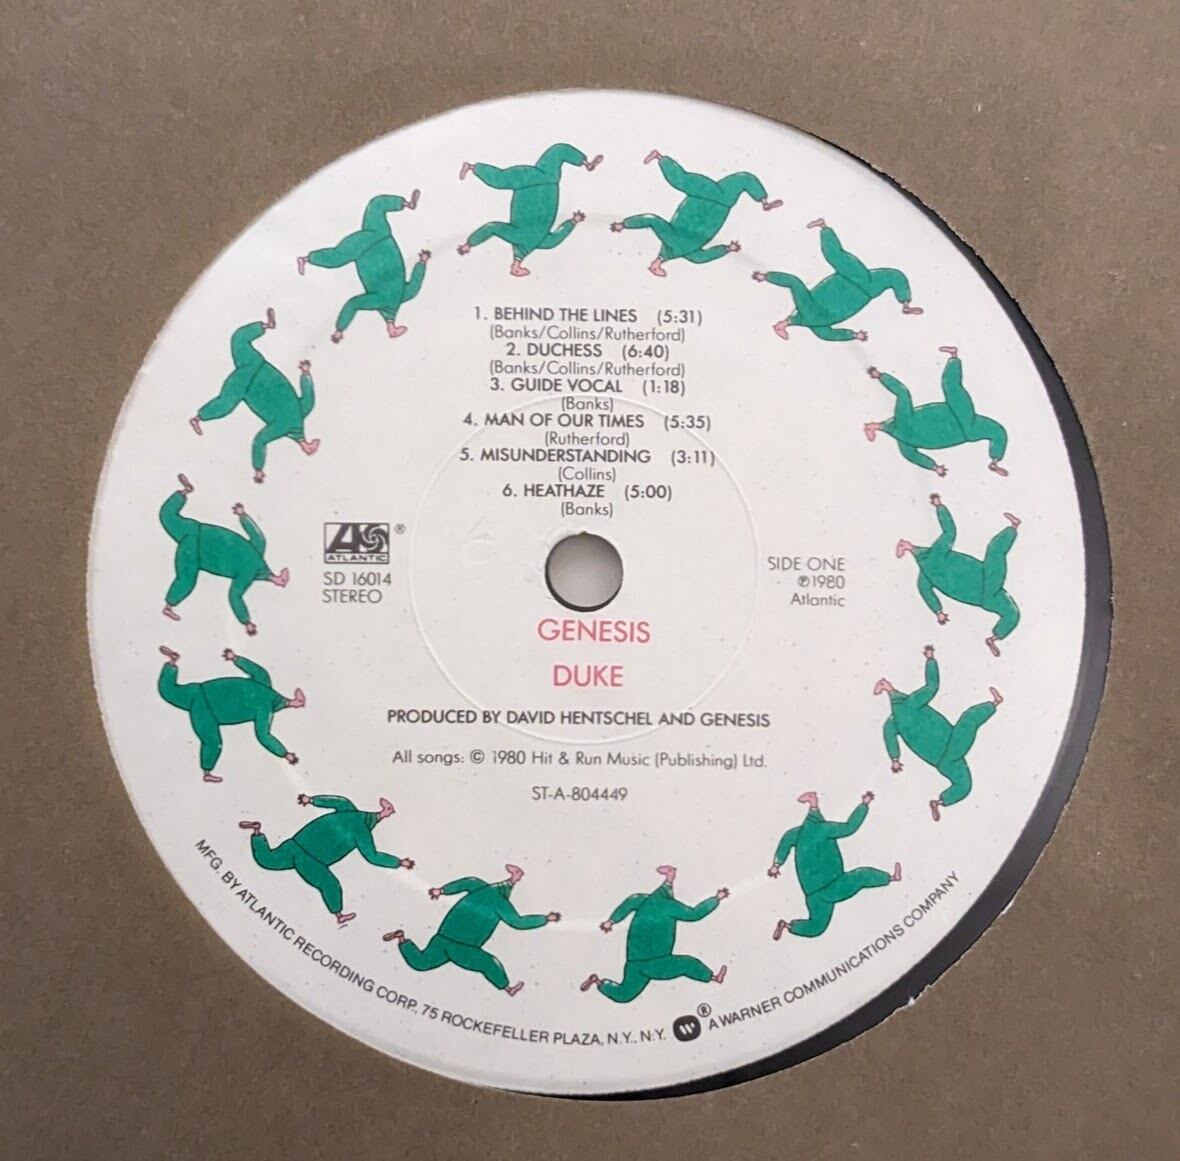 1. BEHIND THE LINES (5:31)
(Banks/Collins/Rutherford)
2. DUCHESS (6:40)
(Banks/Collins/Rutherford)
3. GUIDE VOCAL (1:18)
(Banks)
4. MAN OF OUR TIMES (5:35)
(Rutherford)
5. MISUNDERSTANDING (3:11)
(Collins)
6. HEATHAZE (5:00)
(Banks)
ATLANTIC ®
SD 16014
STEREO
SIDE ONE
℗1980
Atlantic
GENESIS
DUKE
PRODUCED BY DAVID HENTSCHEL AND GENESIS
All songs: © 1980 Hit & Run Music (Publishing) Ltd.
ST-A-804449
MFG. BY ATLANTIC RECORDING CORP., 75 ROCKEFELLER PLAZA, N.Y., N.Y. ® A WARNER COMMUNICATIONS COMPANY